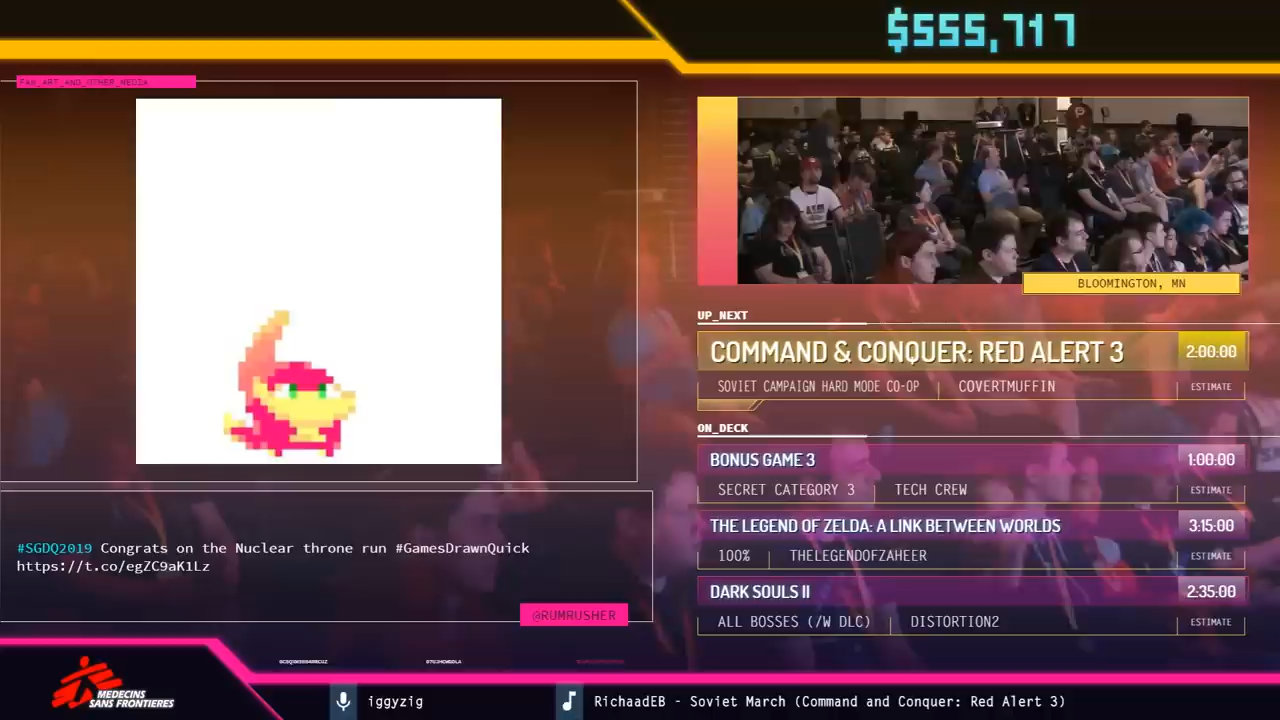 $555,717
FAN_ART_AND_OTHER_MEDIA
BLOOMINGTON, MN
UP_NEXT
COMMAND & CONQUER: RED ALERT 3
2:00:00
SOVIET CAMPAIGN HARD MODE CO-OP
COVERTMUFFIN
ESTIMATE
ON_DECK
BONUS GAME 3
1:00:00
SECRET CATEGORY 3
TECH CREW
ESTIMATE
THE LEGEND OF ZELDA: A LINK BETWEEN WORLDS
3:15:00
100%
THELEGENDOFZAHEER
ESTIMATE
DARK SOULS II
2:35:00
ALL BOSSES (/W DLC)
DISTORTION2
ESTIMATE
#SGDQ2019 Congrats on the Nuclear throne run #GamesDrawnQuick
https://t.co/egZC9aK1Lz
@RUMRUSHER
MEDECINS
SANS FRONTIERES
iggyzig
RichaadEB - Soviet March (Command and Conquer: Red Alert 3)